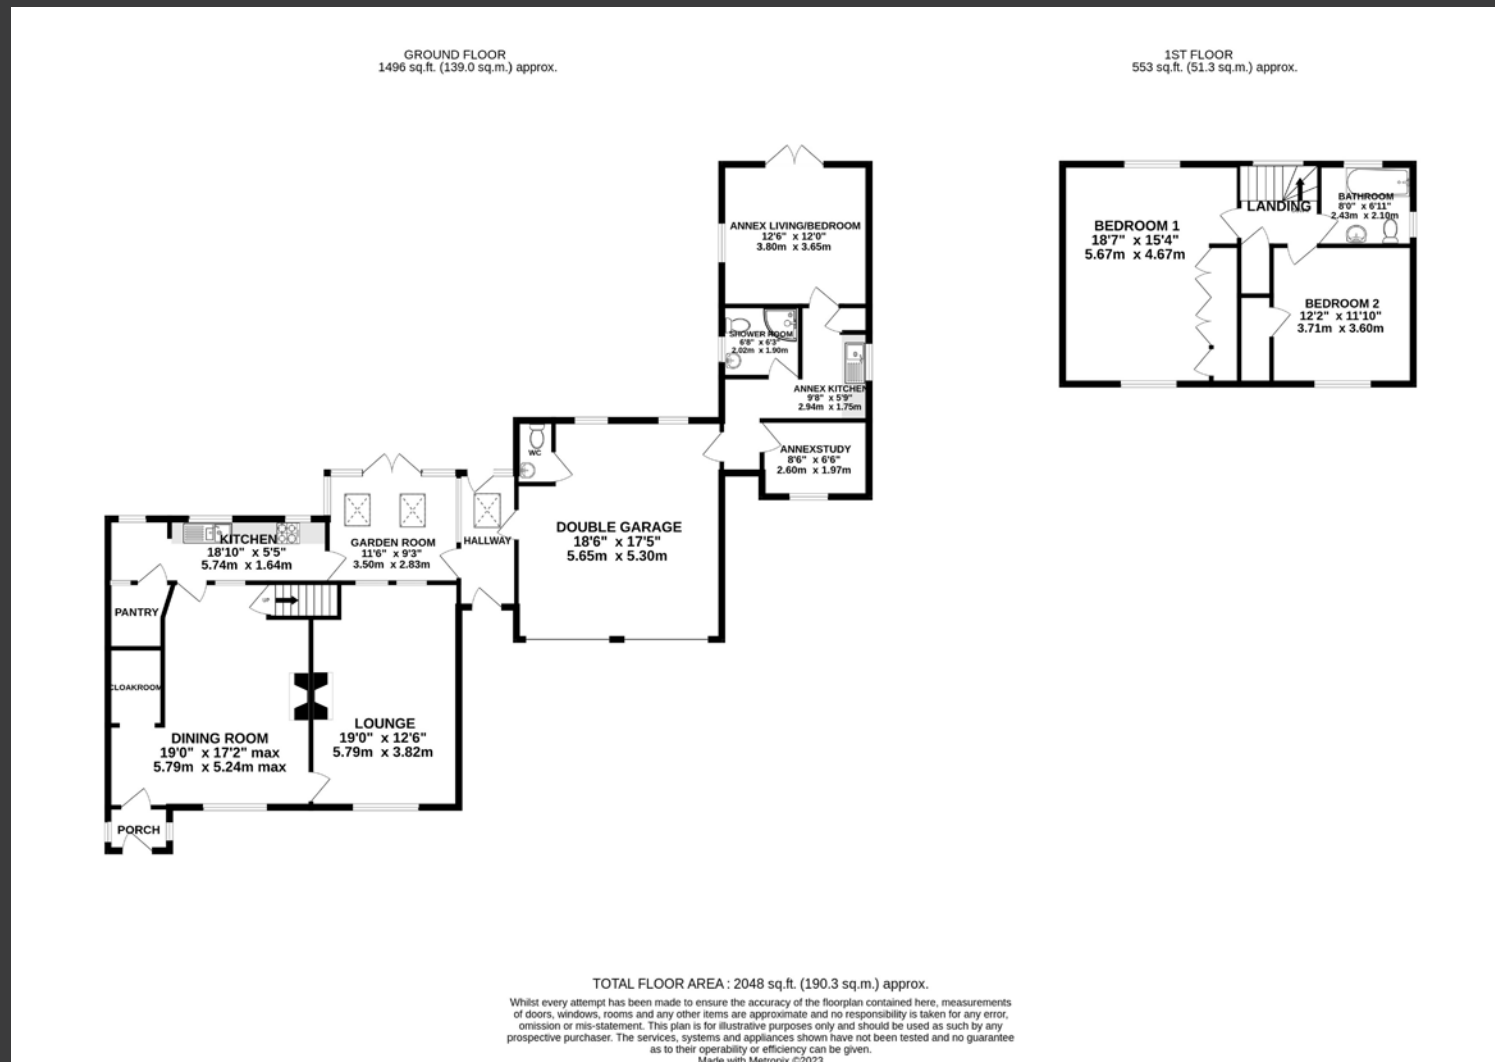 GROUND FLOOR
1496 sq.ft. (139.0 sq.m.) approx.
1ST FLOOR
553 sq.ft. (51.3 sq.m.) approx.
ANNEX LIVING/BEDROOM
12'6" x 12'0"
3.80m x 3.65m
SHOWER ROOM
6'8" x 6'3"
2.02m x 1.90m
ANNEX KITCHEN
9'8" x 5'9"
2.94m x 1.75m
ANNEXSTUDY
8'6" x 6'6"
2.60m x 1.97m
WC
DOUBLE GARAGE
18'6" x 17'5"
5.65m x 5.30m
HALLWAY
GARDEN ROOM
11'6" x 9'3"
3.50m x 2.83m
KITCHEN
18'10" x 5'5"
5.74m x 1.64m
PANTRY
UP
CLOAKROOM
DINING ROOM
19'0" x 17'2" max
5.79m x 5.24m max
LOUNGE
19'0" x 12'6"
5.79m x 3.82m
PORCH
BEDROOM 1
18'7" x 15'4"
5.67m x 4.67m
LANDING
BATHROOM
8'0" x 6'11"
2.43m x 2.10m
BEDROOM 2
12'2" x 11'10"
3.71m x 3.60m
TOTAL FLOOR AREA : 2048 sq.ft. (190.3 sq.m.) approx.
Whilst every attempt has been made to ensure the accuracy of the floorplan contained here, measurements
of doors, windows, rooms and any other items are approximate and no responsibility is taken for any error,
omission or mis-statement. This plan is for illustrative purposes only and should be used as such by any
prospective purchaser. The services, systems and appliances shown have not been tested and no guarantee
as to their operability or efficiency can be given.
Made with Metropix ©2023